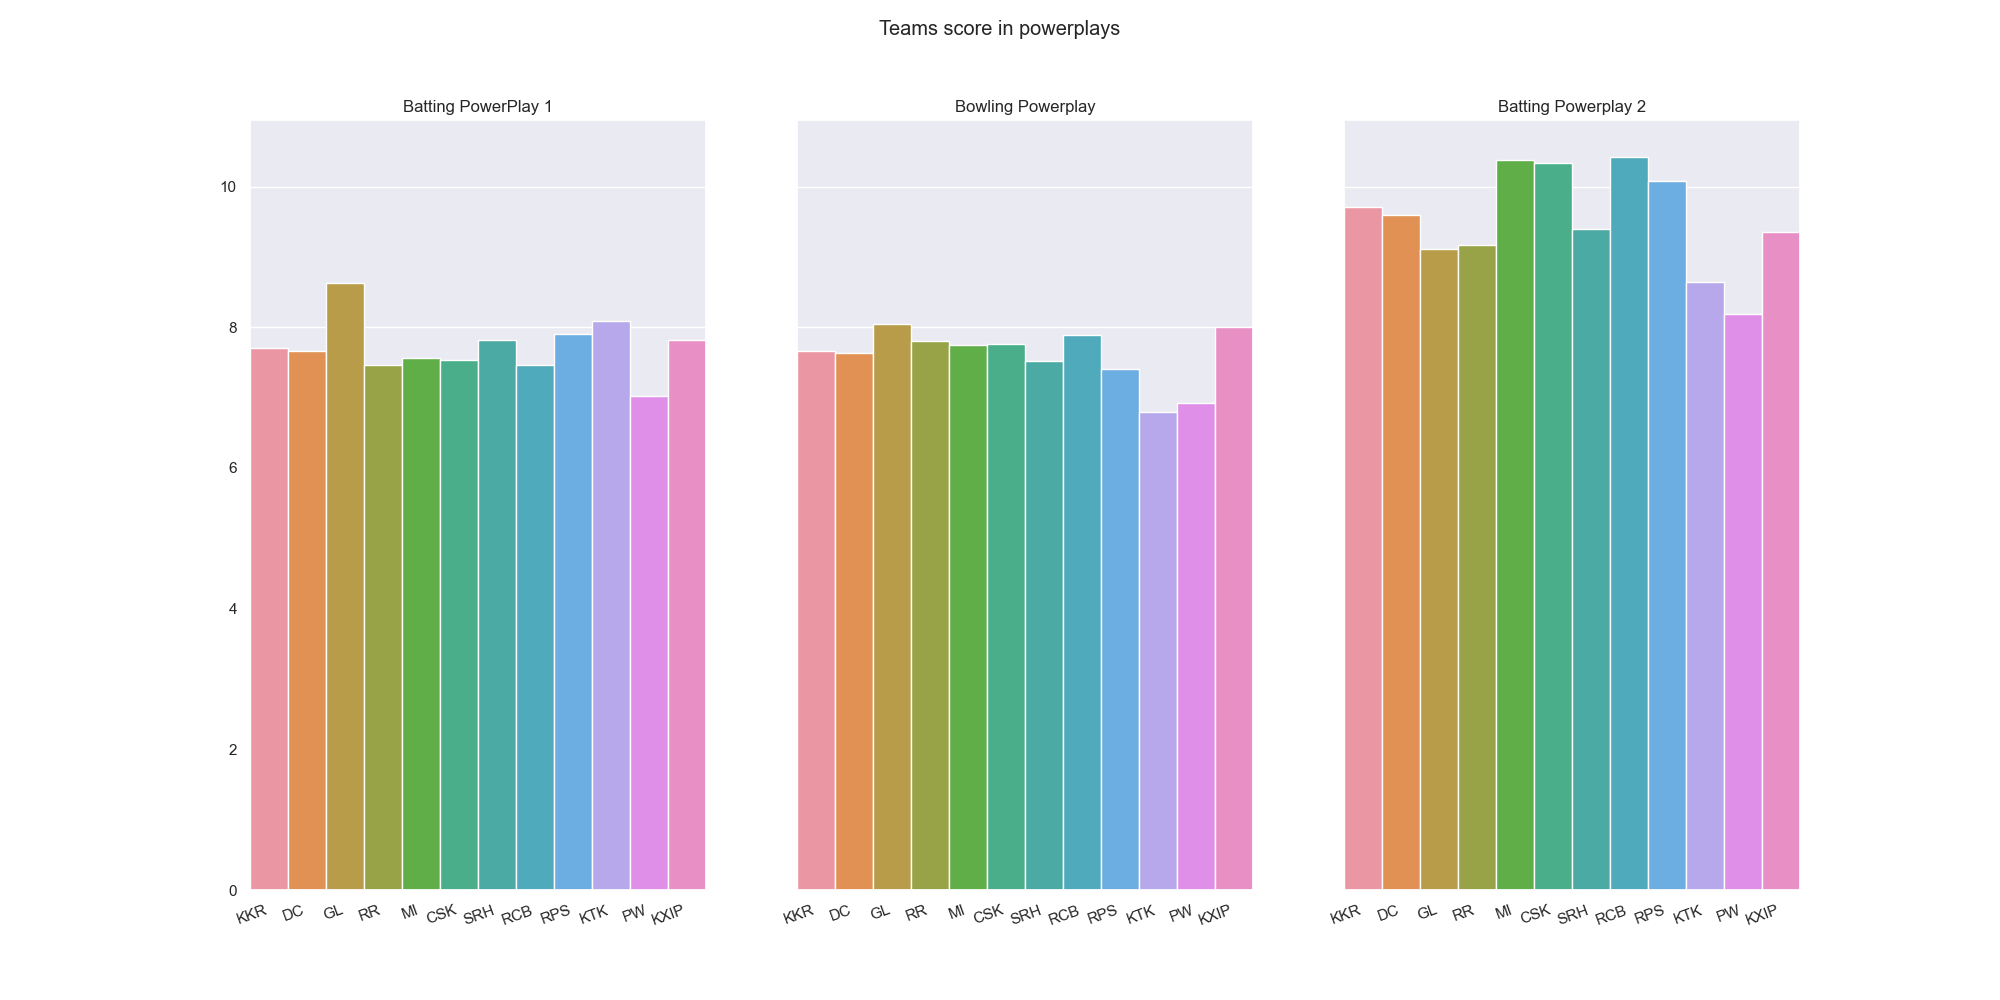 Teams score in powerplays
Batting PowerPlay 1
Bowling Powerplay
Batting Powerplay 2
10
8
6
4
2
0
KKR DC GL RR MI CSK SRH RCB RPS KTK PW KXIP
KKR DC GL RR MI CSK SRH RCB RPS KTK PW KXIP
KKR DC GL RR MI CSK SRH RCB RPS KTK PW KXIP